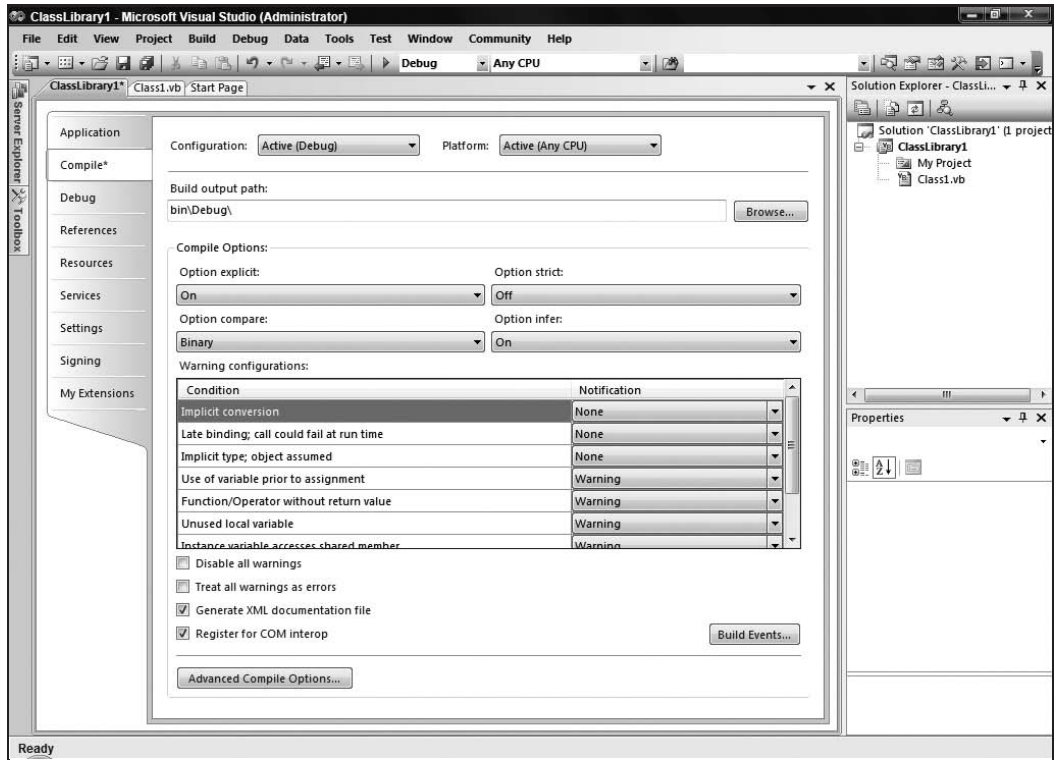 ClassLibrary1 - Microsoft Visual Studio (Administrator)
File Edit View Project Build Debug Data Tools Test Window Community Help
Debug Any CPU
Server Explorer
Toolbox
ClassLibrary1* Class1.vb Start Page
Application
Compile*
Debug
References
Resources
Services
Settings
Signing
My Extensions
Configuration: Active (Debug) Platform: Active (Any CPU)
Build output path:
bin\Debug\ Browse...
Compile Options:
Option explicit: Option strict:
On Off
Option compare: Option infer:
Binary On
Warning configurations:
Condition Notification
Implicit conversion None
Late binding; call could fail at run time None
Implicit type; object assumed None
Use of variable prior to assignment Warning
Function/Operator without return value Warning
Unused local variable Warning
Instance variable accesses shared member Warning
Disable all warnings
Treat all warnings as errors
Generate XML documentation file
Register for COM interop Build Events...
Advanced Compile Options...
Solution Explorer - ClassLi...
Solution 'ClassLibrary1' (1 project
ClassLibrary1
My Project
Class1.vb
Properties
Ready